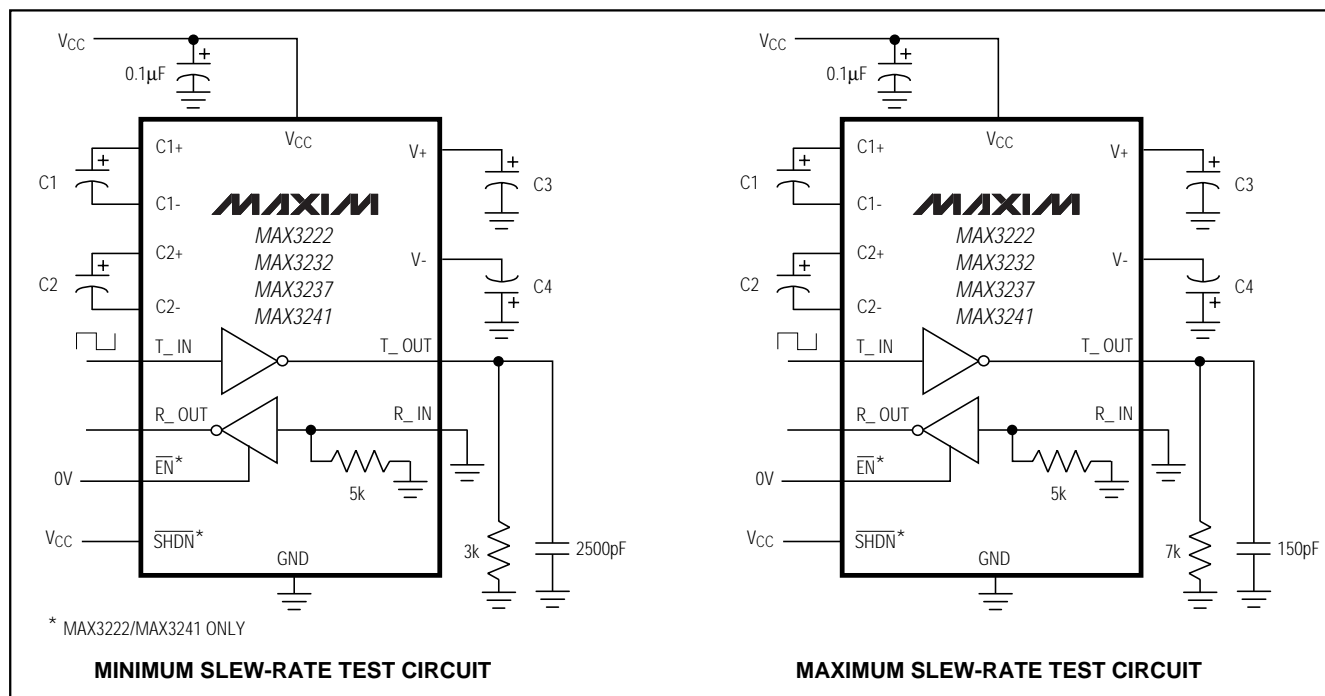 VCC
0.1µF
+
C1+
VCC
V+
+
C1
+
C3
C1-
MAXIM
MAX3222
C2+
V-
MAX3232
C2
+
C4
MAX3237
+
C2-
MAX3241
T_ IN
T_ OUT
R_ OUT
R_ IN
EN*
0V
5k
VCC
SHDN*
3k
2500pF
GND
* MAX3222/MAX3241 ONLY
MINIMUM SLEW-RATE TEST CIRCUIT
VCC
0.1µF
+
C1+
VCC
V+
+
C1
+
C3
C1-
MAXIM
MAX3222
C2+
V-
MAX3232
C2
+
C4
MAX3237
+
C2-
MAX3241
T_ IN
T_ OUT
R_ OUT
R_ IN
EN*
0V
5k
VCC
SHDN*
7k
150pF
GND
MAXIMUM SLEW-RATE TEST CIRCUIT